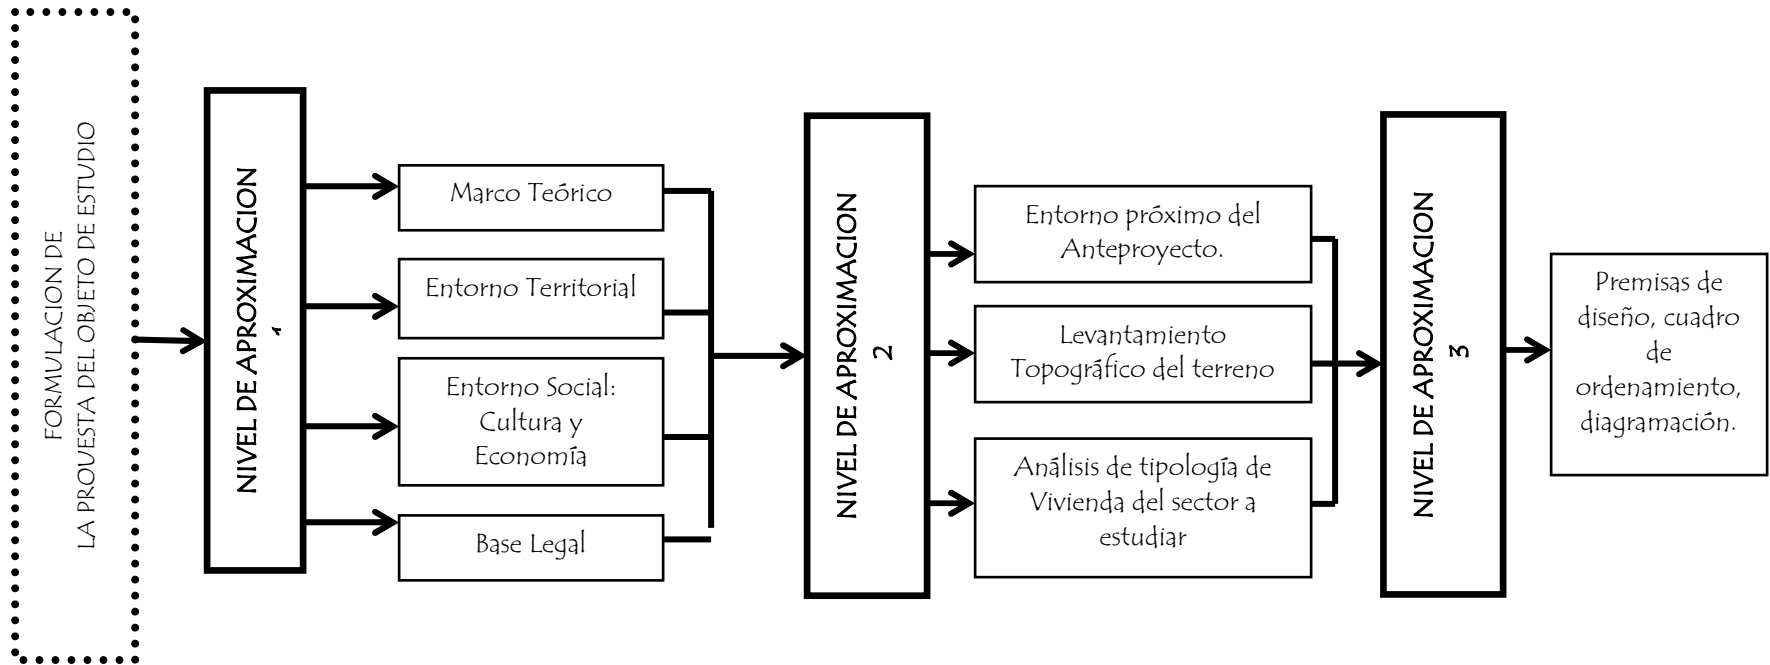 FORMULACION DE
LA PROUESTA DEL OBJETO DE ESTUDIO
NIVEL DE APROXIMACION
1
Marco Teórico
Entorno Territorial
Entorno Social:
Cultura y
Economía
Base Legal
NIVEL DE APROXIMACION
2
Entorno próximo del
Anteproyecto.
Levantamiento
Topográfico del terreno
Análisis de tipología de
Vivienda del sector a
estudiar
NIVEL DE APROXIMACION
3
Premisas de
diseño, cuadro
de
ordenamiento,
diagramación.